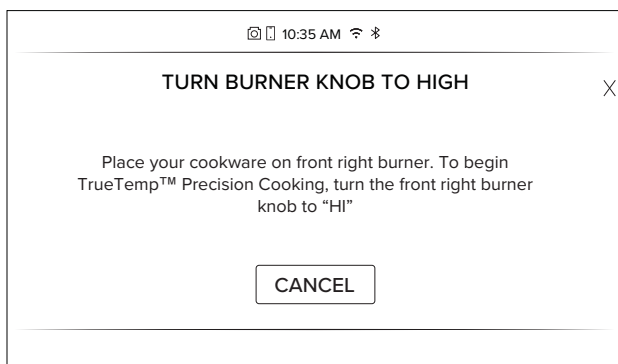 10:35 AM
TURN BURNER KNOB TO HIGH
X
Place your cookware on front right burner. To begin
TrueTemp™ Precision Cooking, turn the front right burner
knob to “HI”
CANCEL